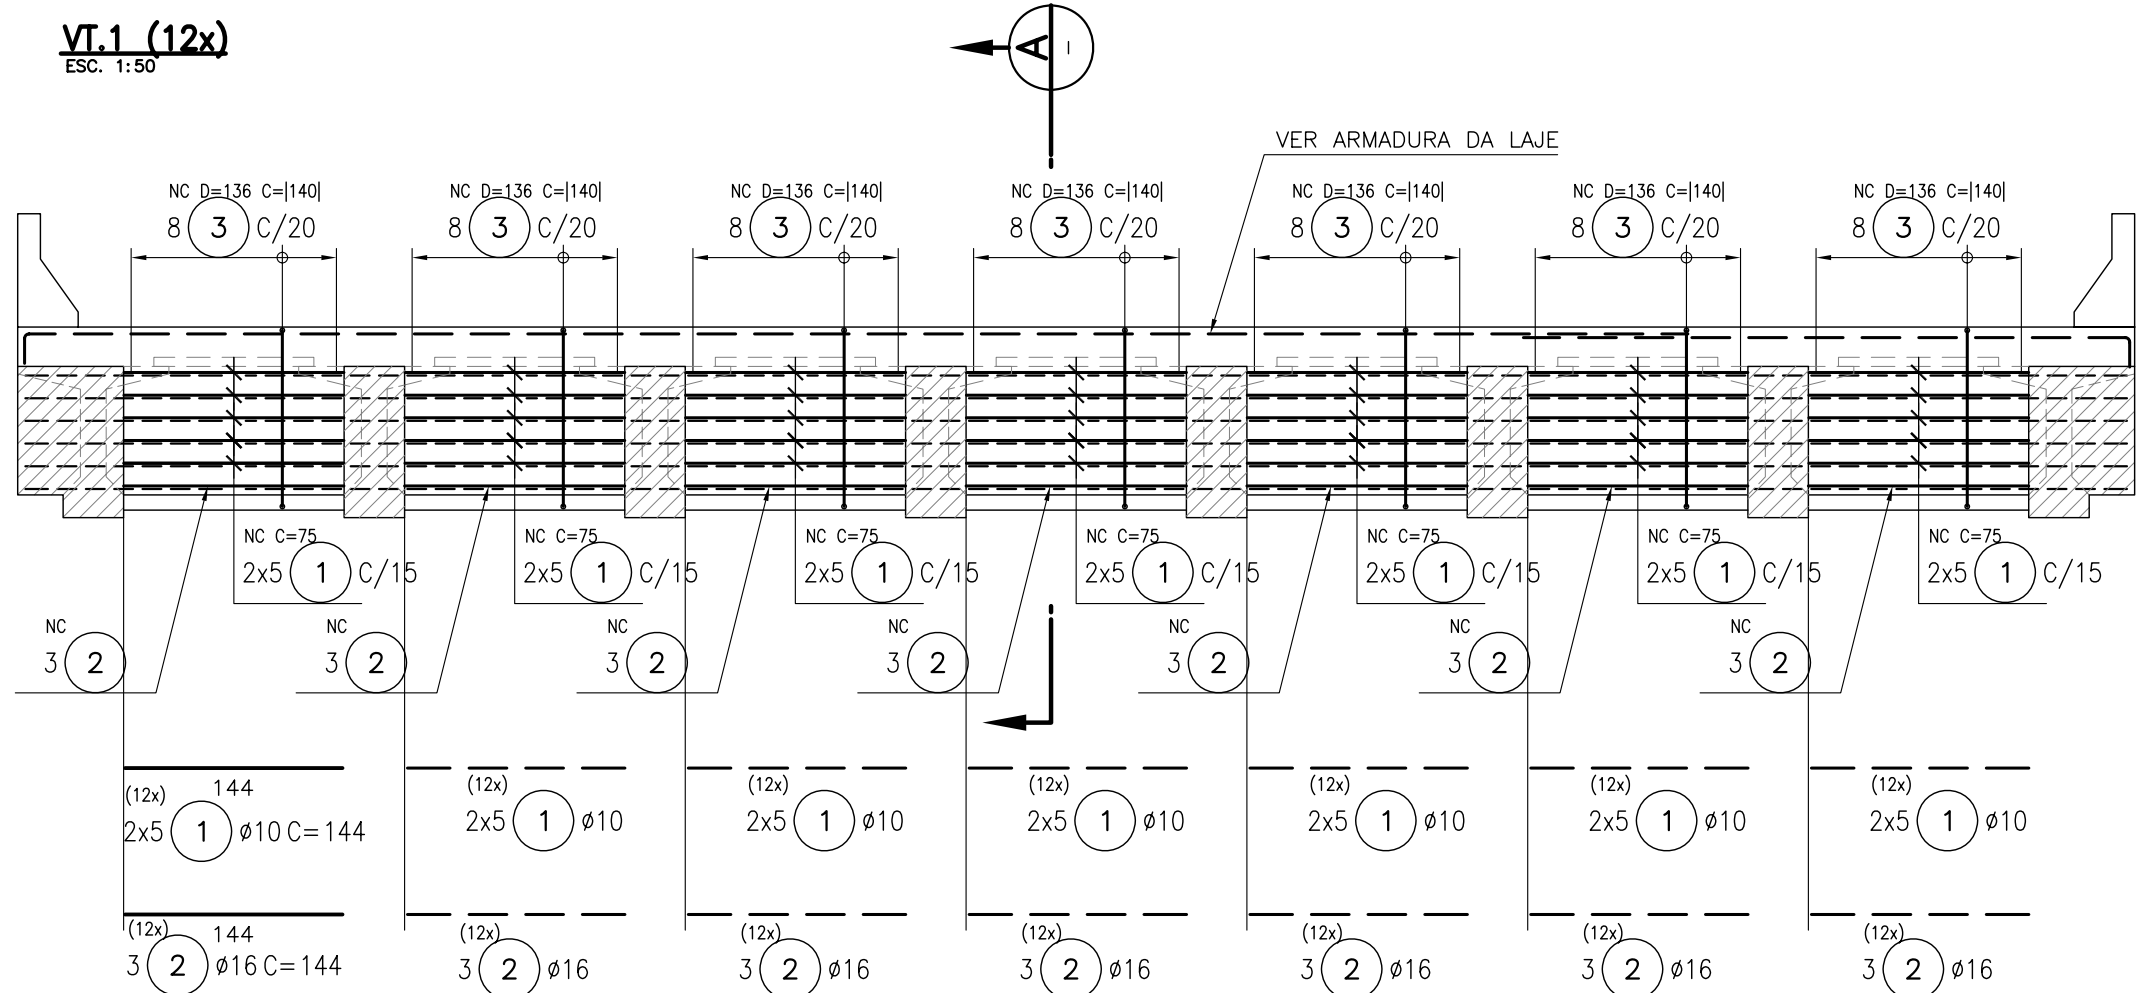 VT.1 (12x)
ESC. 1:50
A –
VER ARMADURA DA LAJE
NC D=136 C=|140| NC D=136 C=|140| NC D=136 C=|140| NC D=136 C=|140| NC D=136 C=|140| NC D=136 C=|140| NC D=136 C=|140|
8 3 C/20 8 3 C/20 8 3 C/20 8 3 C/20 8 3 C/20 8 3 C/20 8 3 C/20
NC C=75 NC C=75 NC C=75 NC C=75 NC C=75 NC C=75 NC C=75
2x5 1 C/15 2x5 1 C/15 2x5 1 C/15 2x5 1 C/15 2x5 1 C/15 2x5 1 C/15 2x5 1 C/15
NC NC NC NC NC NC NC
3 2 3 2 3 2 3 2 3 2 3 2 3 2
144
(12x) (12x) (12x) (12x) (12x) (12x) (12x)
2x5 1 ø10 C=144 2x5 1 ø10 2x5 1 ø10 2x5 1 ø10 2x5 1 ø10 2x5 1 ø10 2x5 1 ø10
144
(12x) (12x) (12x) (12x) (12x) (12x) (12x)
3 2 ø16 C=144 3 2 ø16 3 2 ø16 3 2 ø16 3 2 ø16 3 2 ø16 3 2 ø16